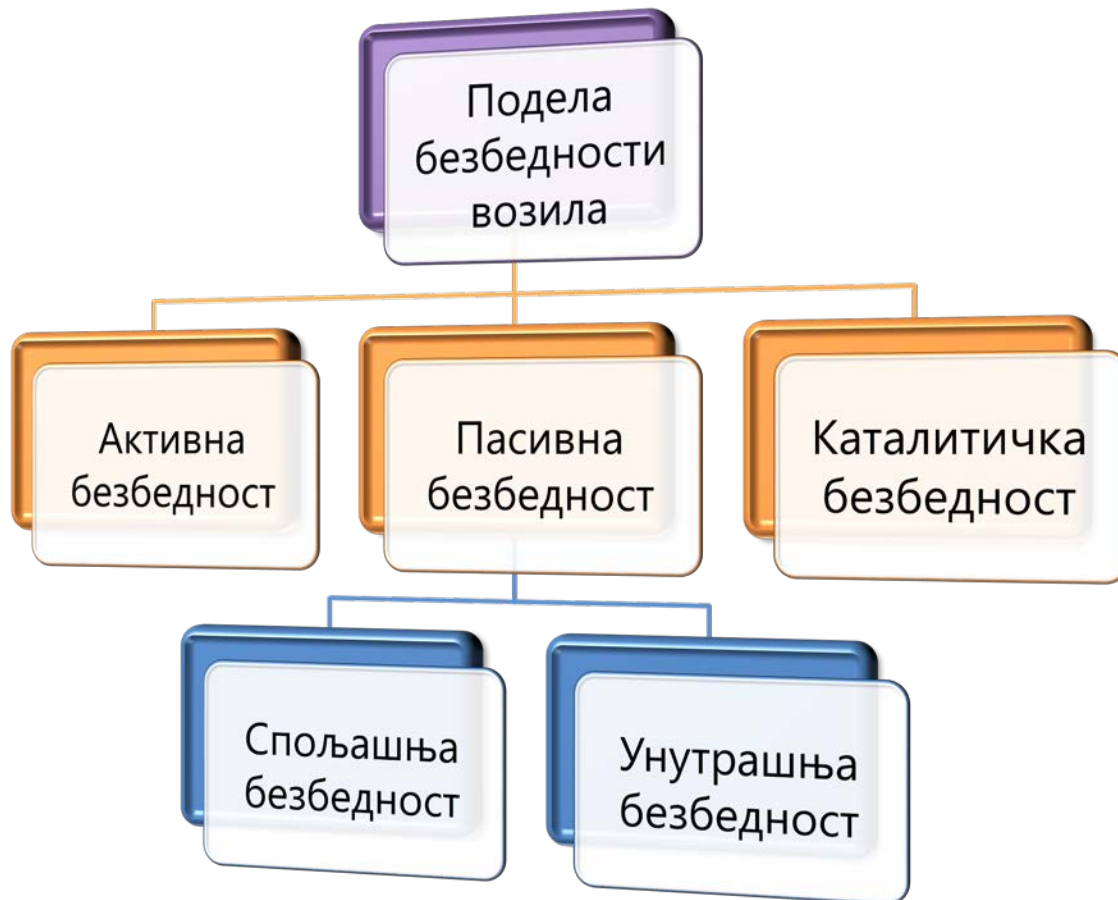 Подела
безбедности
возила
Активна
безбедност
Пасивна
безбедност
Каталитичка
безбедност
Спољашња
безбедност
Унутрашња
безбедност